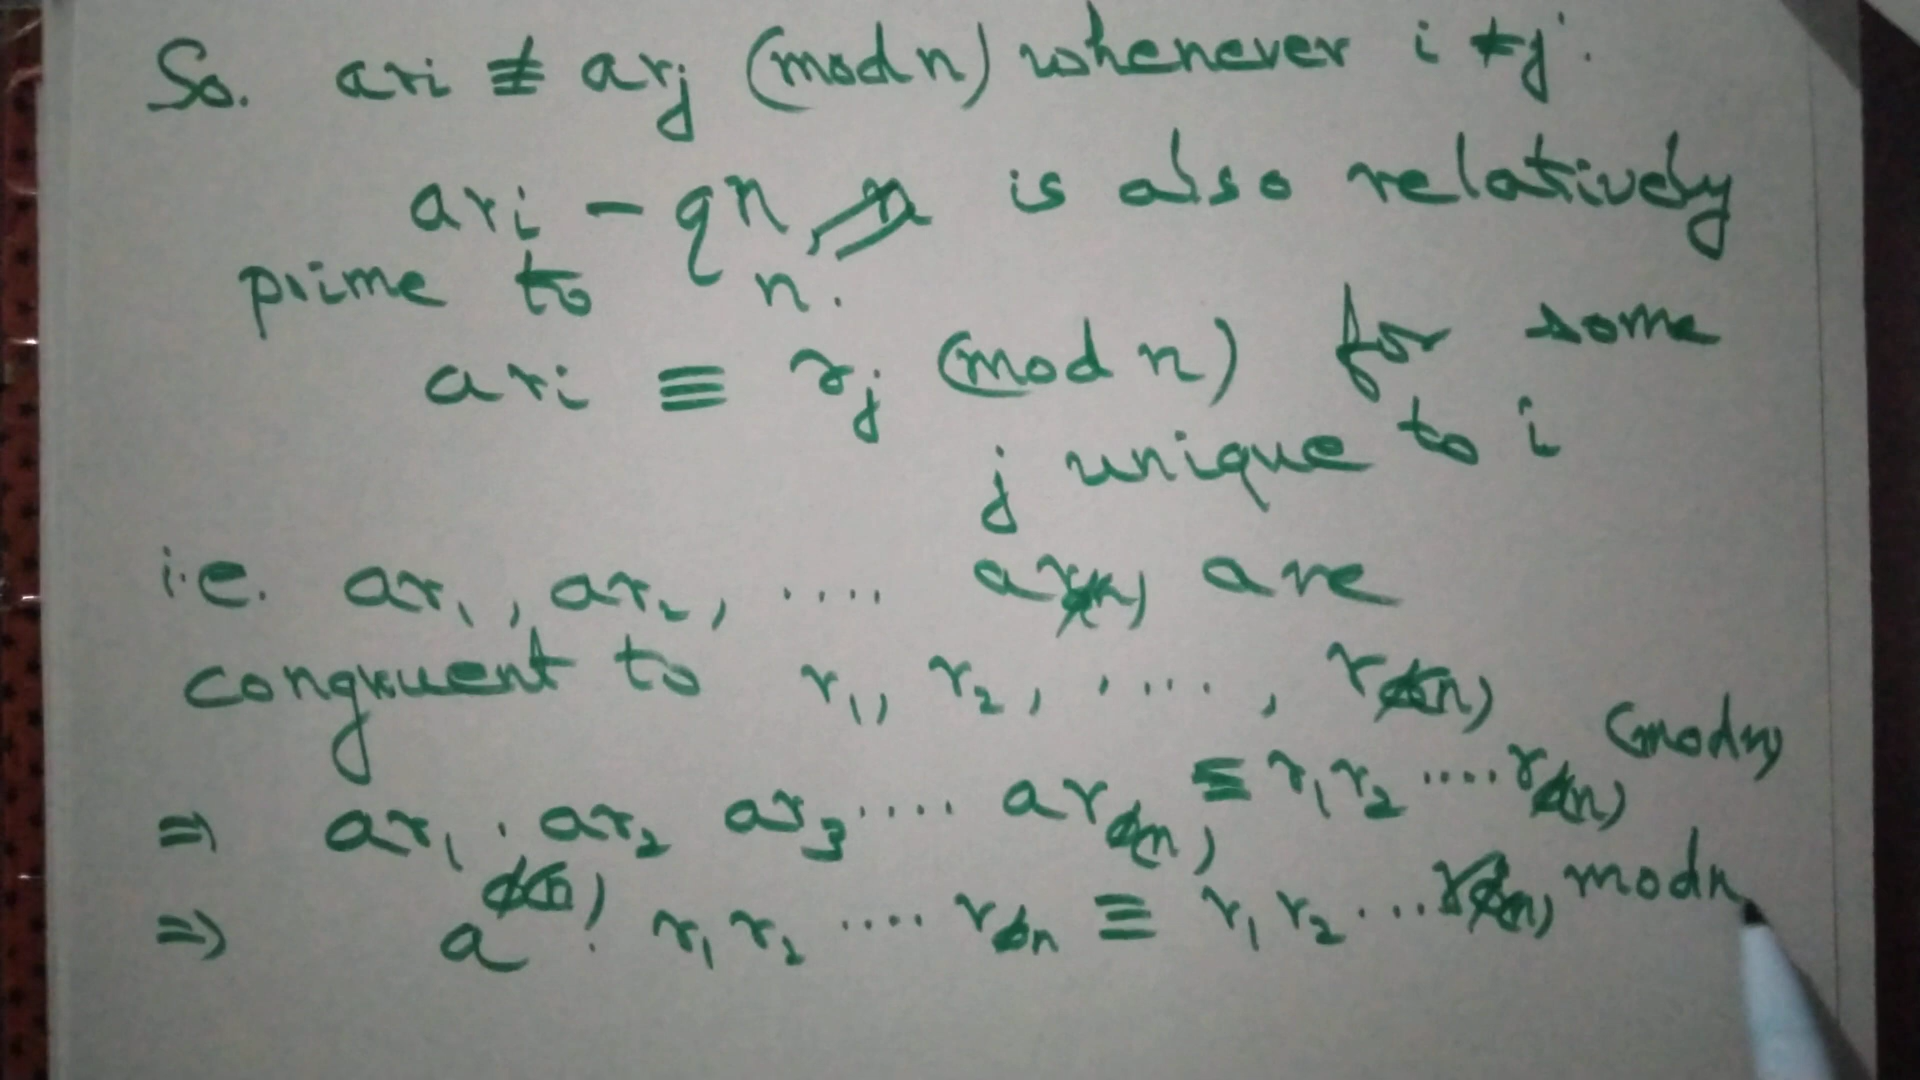 So. ari ≢ arj (mod n) whenever i ≠ j.
ari - qn, is also relatively
prime to n.
ari ≡ rj (mod n) for some
j unique to i
i.e. ar₁, ar₂, .... arϕ(n) are
congruent to r₁, r₂, ....., rϕ(n)
(mod n)
⇒ ar₁. ar₂ ar₃.... arϕ(n) ≡ r₁r₂....rϕ(n)
⇒ a^ϕ(n). r₁r₂.... rϕn ≡ r₁r₂...rϕ(n) mod n